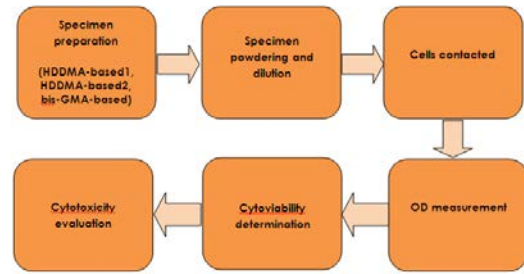 Specimen
preparation
(HDDMA-based1,
HDDMA-based2,
bis-GMA-based)
Specimen
powdering and
dilution
Cells contacted
OD measurement
Cytoviability
determination
Cytotoxicity
evaluation